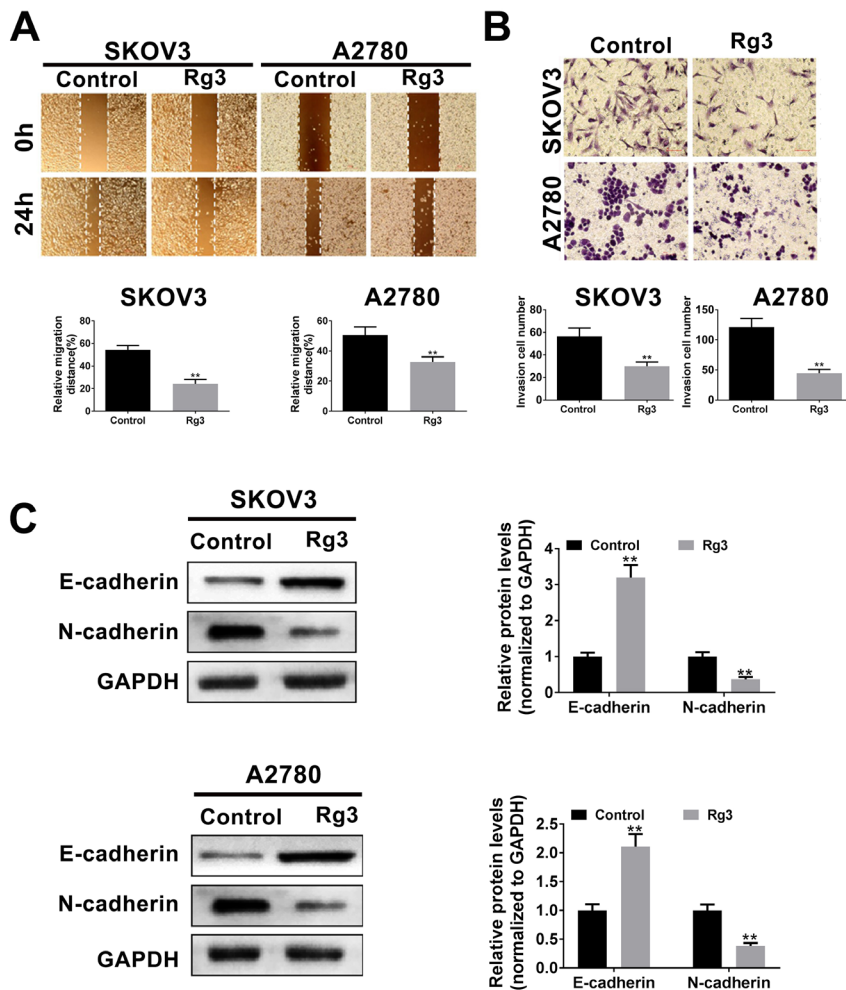 A
SKOV3
A2780
Control
Rg3
Control
Rg3
0h
24h
SKOV3
Relative migration
distance(%)
80
60
40
20
0
**
Control
Rg3
A2780
Relative migration
distance(%)
60
40
20
0
**
Control
Rg3
B
Control
Rg3
SKOV3
A2780
SKOV3
Invasion cell number
100
80
60
40
20
0
**
Control
Rg3
A2780
Invasion cell number
150
100
50
0
**
Control
Rg3
C
SKOV3
Control
Rg3
E-cadherin
N-cadherin
GAPDH
Relative protein levels
(normalized to GAPDH)
Control
Rg3
4
3
2
1
0
**
**
E-cadherin
N-cadherin
A2780
Control
Rg3
E-cadherin
N-cadherin
GAPDH
Relative protein levels
(normalized to GAPDH)
Control
Rg3
2.5
2.0
1.5
1.0
0.5
0.0
**
**
E-cadherin
N-cadherin